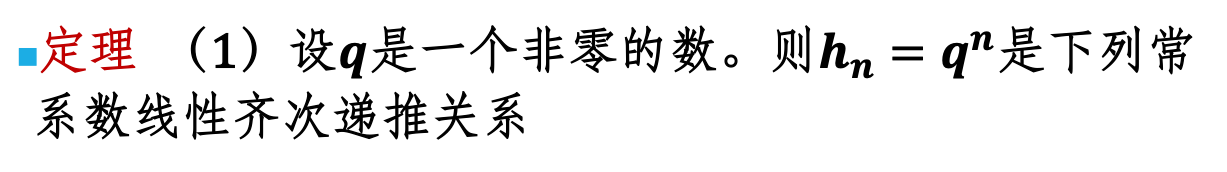 ▪定理 （1）设q是一个非零的数。则hₙ = qⁿ是下列常
系数线性齐次递推关系